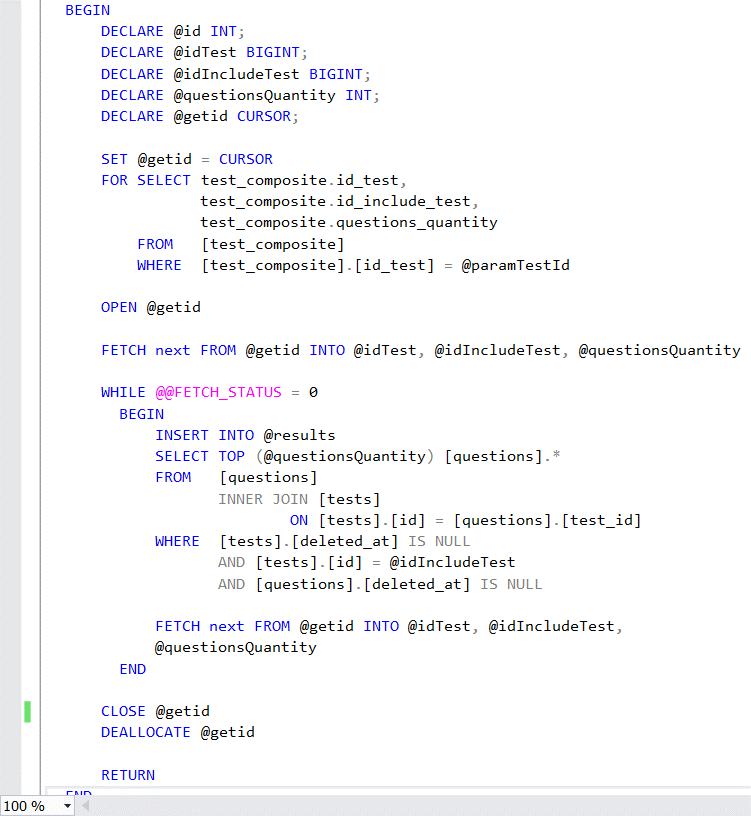 BEGIN
DECLARE @id INT;
DECLARE @idTest BIGINT;
DECLARE @idIncludeTest BIGINT;
DECLARE @questionsQuantity INT;
DECLARE @getid CURSOR;
SET @getid = CURSOR
FOR SELECT test_composite.id_test,
test_composite.id_include_test,
test_composite.questions_quantity
FROM [test_composite]
WHERE [test_composite].[id_test] = @paramTestId
OPEN @getid
FETCH next FROM @getid INTO @idTest, @idIncludeTest, @questionsQuantity
WHILE @@FETCH_STATUS = 0
BEGIN
INSERT INTO @results
SELECT TOP (@questionsQuantity) [questions].*
FROM [questions]
INNER JOIN [tests]
ON [tests].[id] = [questions].[test_id]
WHERE [tests].[deleted_at] IS NULL
AND [tests].[id] = @idIncludeTest
AND [questions].[deleted_at] IS NULL
FETCH next FROM @getid INTO @idTest, @idIncludeTest,
@questionsQuantity
END
CLOSE @getid
DEALLOCATE @getid
RETURN
END
100 %